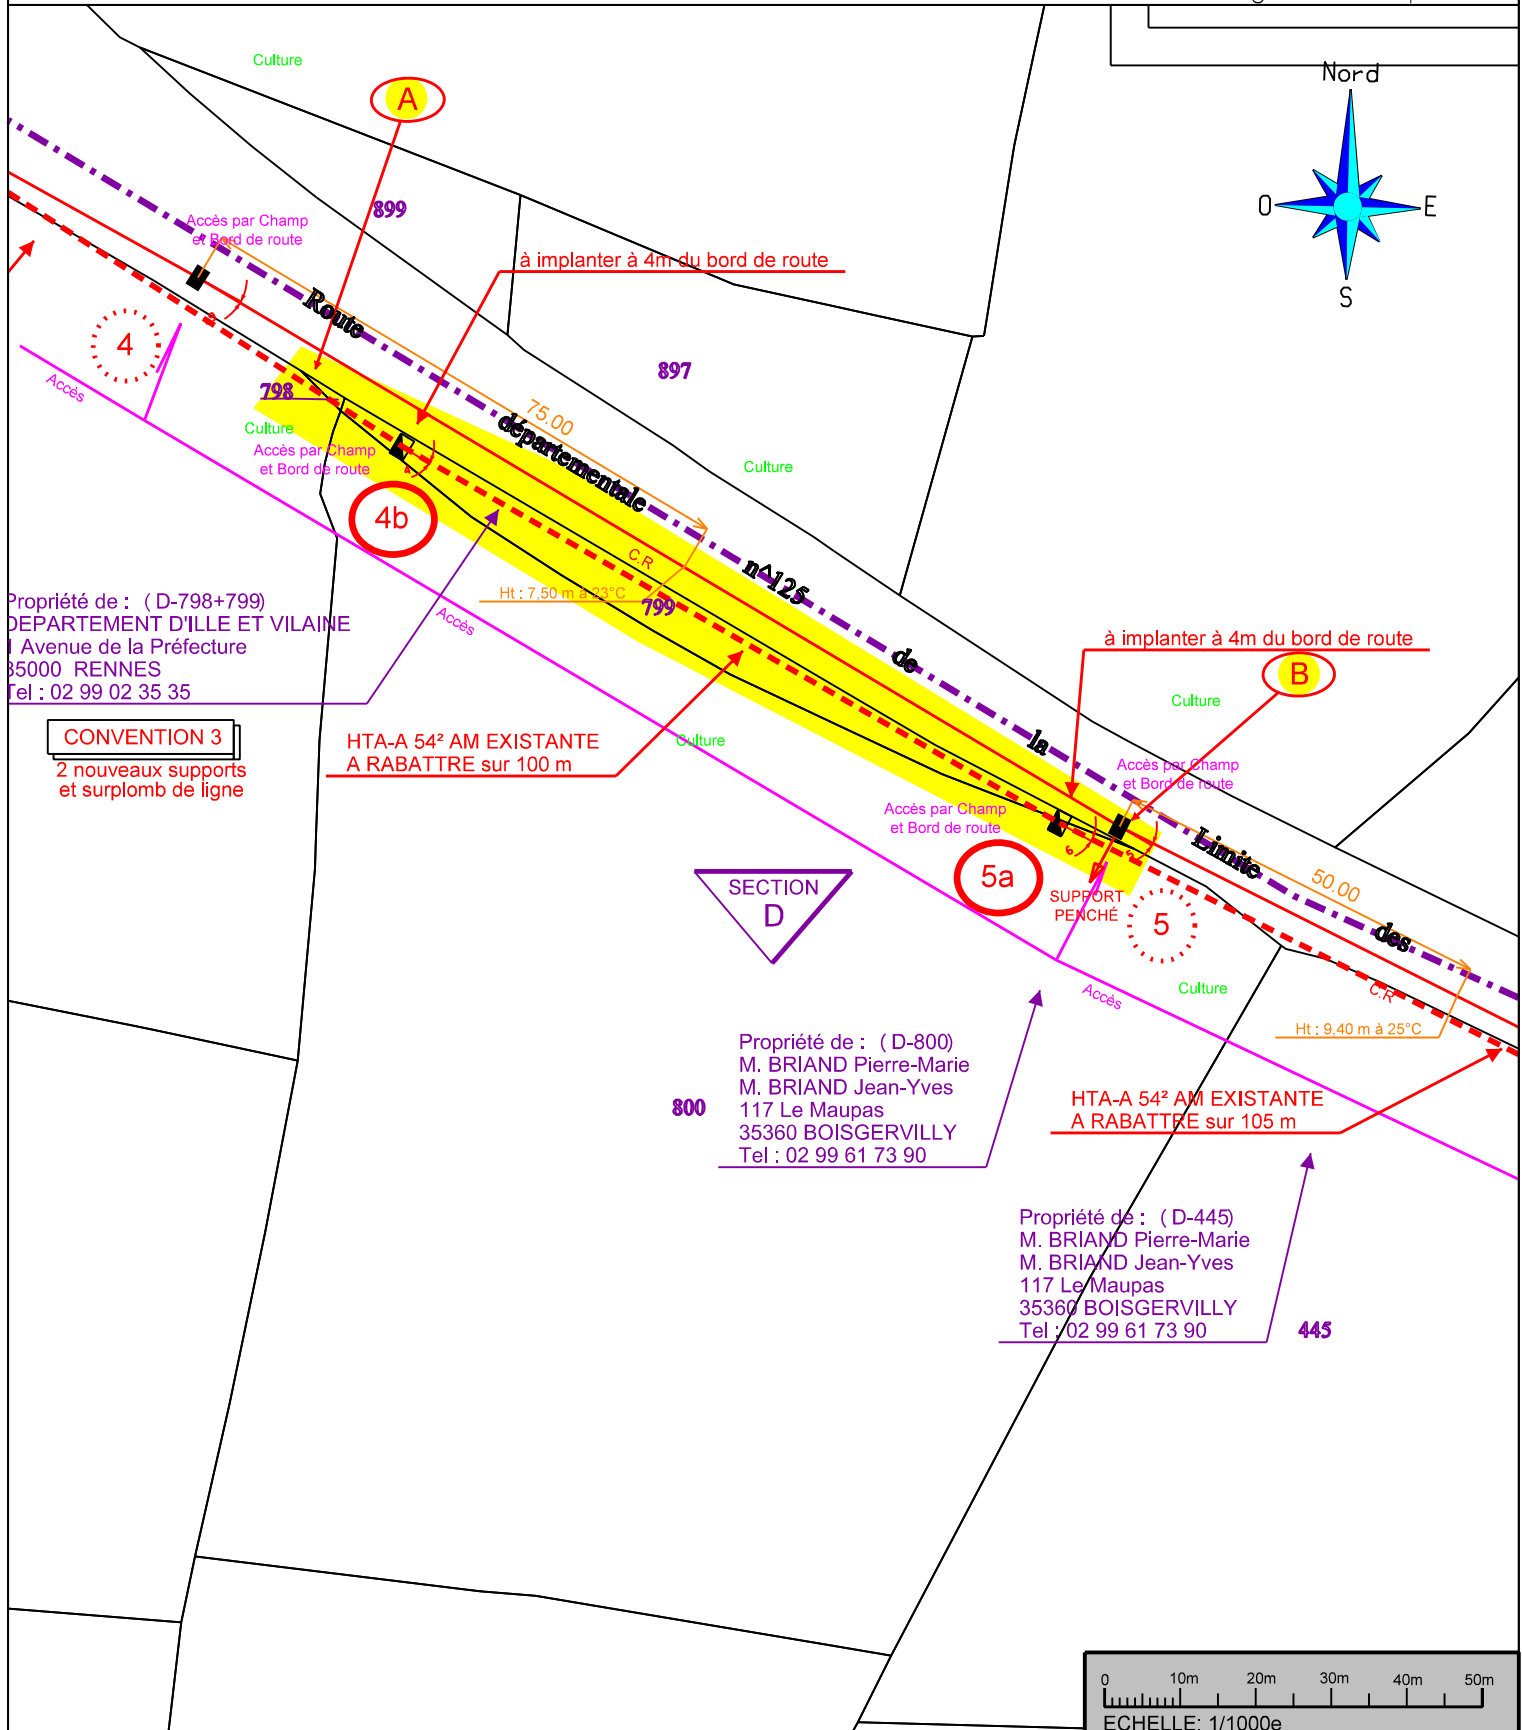 Culture
Nord
A
O
E
S
899
Accès par Champ
et Bord de route
à implanter à 4m du bord de route
Route
4
897
Accès
798
75.00
départementale
Culture
Accès par Champ
et Bord de route
Culture
4b
C.R
n^125
Ht : 7,50 m à 23°C
799
Accès
Propriété de : ( D-798+799)
DEPARTEMENT D'ILLE ET VILAINE
1 Avenue de la Préfecture
35000 RENNES
Tel : 02 99 02 35 35
à implanter à 4m du bord de route
de
B
Culture
CONVENTION 3
2 nouveaux supports
et surplomb de ligne
HTA-A 54² AM EXISTANTE
A RABATTRE sur 100 m
Culture
la
Accès par Champ
et Bord de route
Accès par Champ
et Bord de route
6
5
Limite
5a
SUPPORT
PENCHÉ
5
50.00
des
SECTION
D
Accès
Culture
C.R
Ht : 9,40 m à 25°C
Propriété de : ( D-800)
M. BRIAND Pierre-Marie
M. BRIAND Jean-Yves
117 Le Maupas
35360 BOISGERVILLY
Tel : 02 99 61 73 90
800
HTA-A 54² AM EXISTANTE
A RABATTRE sur 105 m
Propriété de : ( D-445)
M. BRIAND Pierre-Marie
M. BRIAND Jean-Yves
117 Le Maupas
35360 BOISGERVILLY
Tel : 02 99 61 73 90
445
0 10m 20m 30m 40m 50m
ECHELLE: 1/1000e